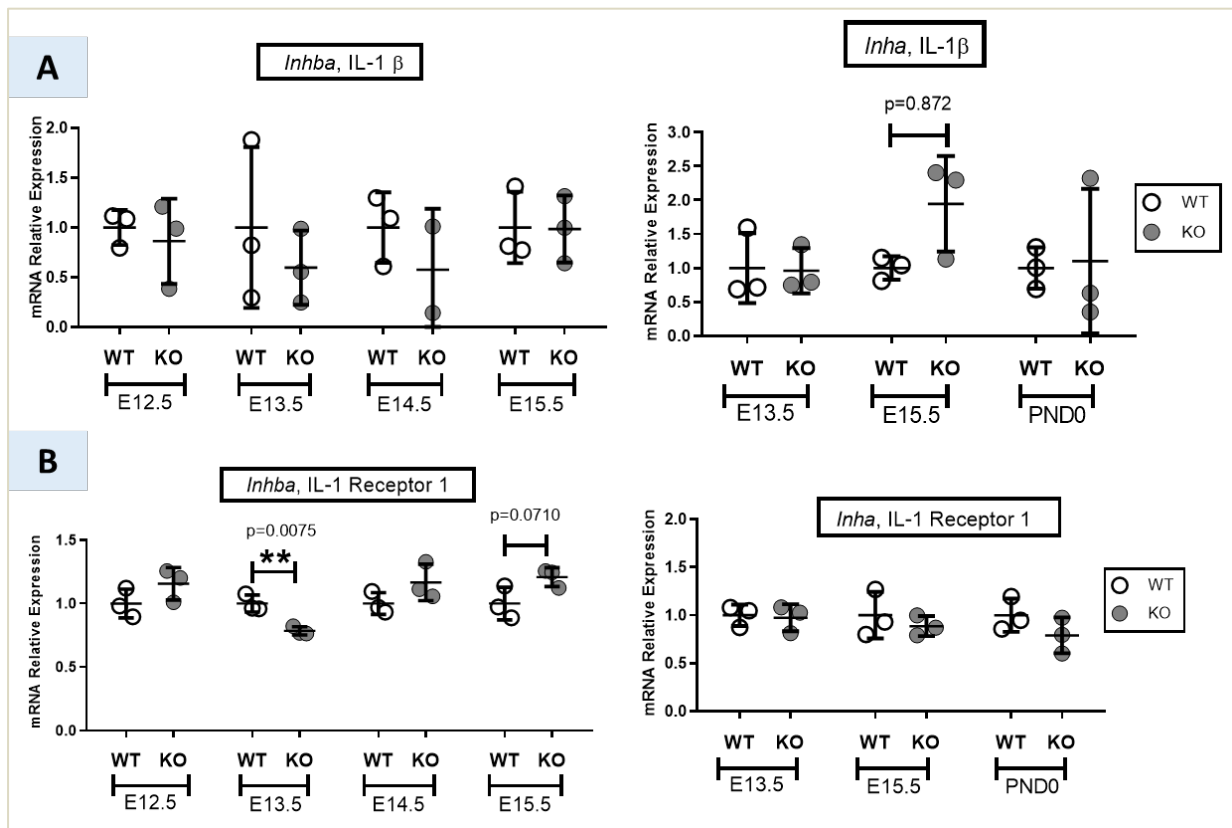 A
Inhba, IL-1 β
mRNA Relative Expression
2.0
1.5
1.0
0.5
0.0
WT KO WT KO WT KO WT KO
E12.5 E13.5 E14.5 E15.5
Inha, IL-1β
p=0.872
mRNA Relative Expression
3.0
2.5
2.0
1.5
1.0
0.5
0.0
WT KO WT KO WT KO
E13.5 E15.5 PND0
WT
KO
B
Inhba, IL-1 Receptor 1
p=0.0075
**
p=0.0710
mRNA Relative Expression
1.5
1.0
0.5
0.0
WT KO WT KO WT KO WT KO
E12.5 E13.5 E14.5 E15.5
Inha, IL-1 Receptor 1
mRNA Relative Expression
2.0
1.5
1.0
0.5
0.0
WT KO WT KO WT KO
E13.5 E15.5 PND0
WT
KO